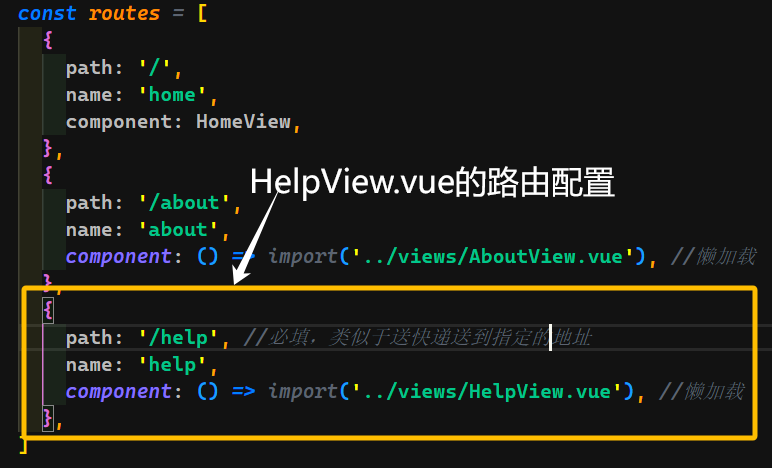 const routes = [
{
path: '/',
name: 'home',
component: HomeView,
},
{
HelpView.vue的路由配置
path: '/about',
name: 'about',
component: () => import('../views/AboutView.vue'), //懒加载
},
{
path: '/help', //必填，类似于送快递送到指定的地址
name: 'help',
component: () => import('../views/HelpView.vue'), //懒加载
},
]